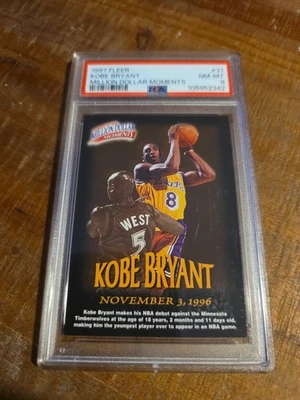 1997 FLEER #31
KOBE BRYANT NM-MT
MILLION DOLLAR MOMENTS 8
PSA 105952342
MOMENTS
8
WEST
5
KOBE BRYANT
NOVEMBER 3, 1996
Kobe Bryant makes his NBA debut against the Minnesota
Timberwolves at the age of 18 years, 2 months and 11 days old,
making him the youngest player ever to appear in an NBA game.